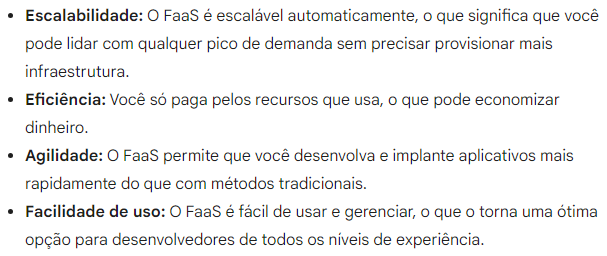 • Escalabilidade: O FaaS é escalável automaticamente, o que significa que você
pode lidar com qualquer pico de demanda sem precisar provisionar mais
infraestrutura.
• Eficiência: Você só paga pelos recursos que usa, o que pode economizar
dinheiro.
• Agilidade: O FaaS permite que você desenvolva e implante aplicativos mais
rapidamente do que com métodos tradicionais.
• Facilidade de uso: O FaaS é fácil de usar e gerenciar, o que o torna uma ótima
opção para desenvolvedores de todos os níveis de experiência.